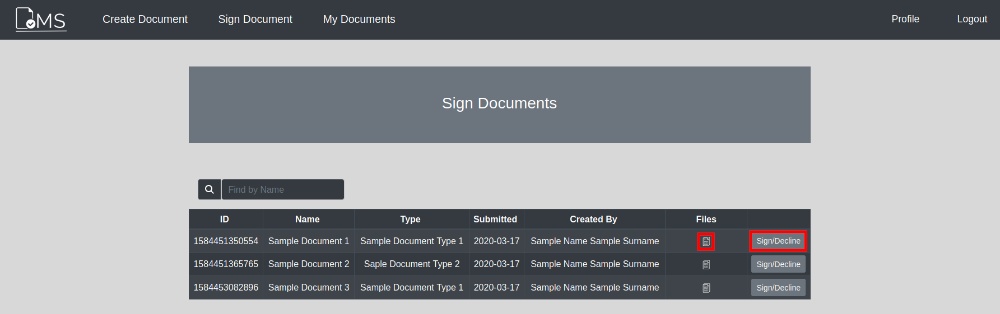 DMS Create Document Sign Document My Documents Profile Logout
Sign Documents
Find by Name
ID Name Type Submitted Created By Files
1584451350554 Sample Document 1 Sample Document Type 1 2020-03-17 Sample Name Sample Surname Sign/Decline
1584451365765 Sample Document 2 Saple Document Type 2 2020-03-17 Sample Name Sample Surname Sign/Decline
1584453082896 Sample Document 3 Sample Document Type 1 2020-03-17 Sample Name Sample Surname Sign/Decline